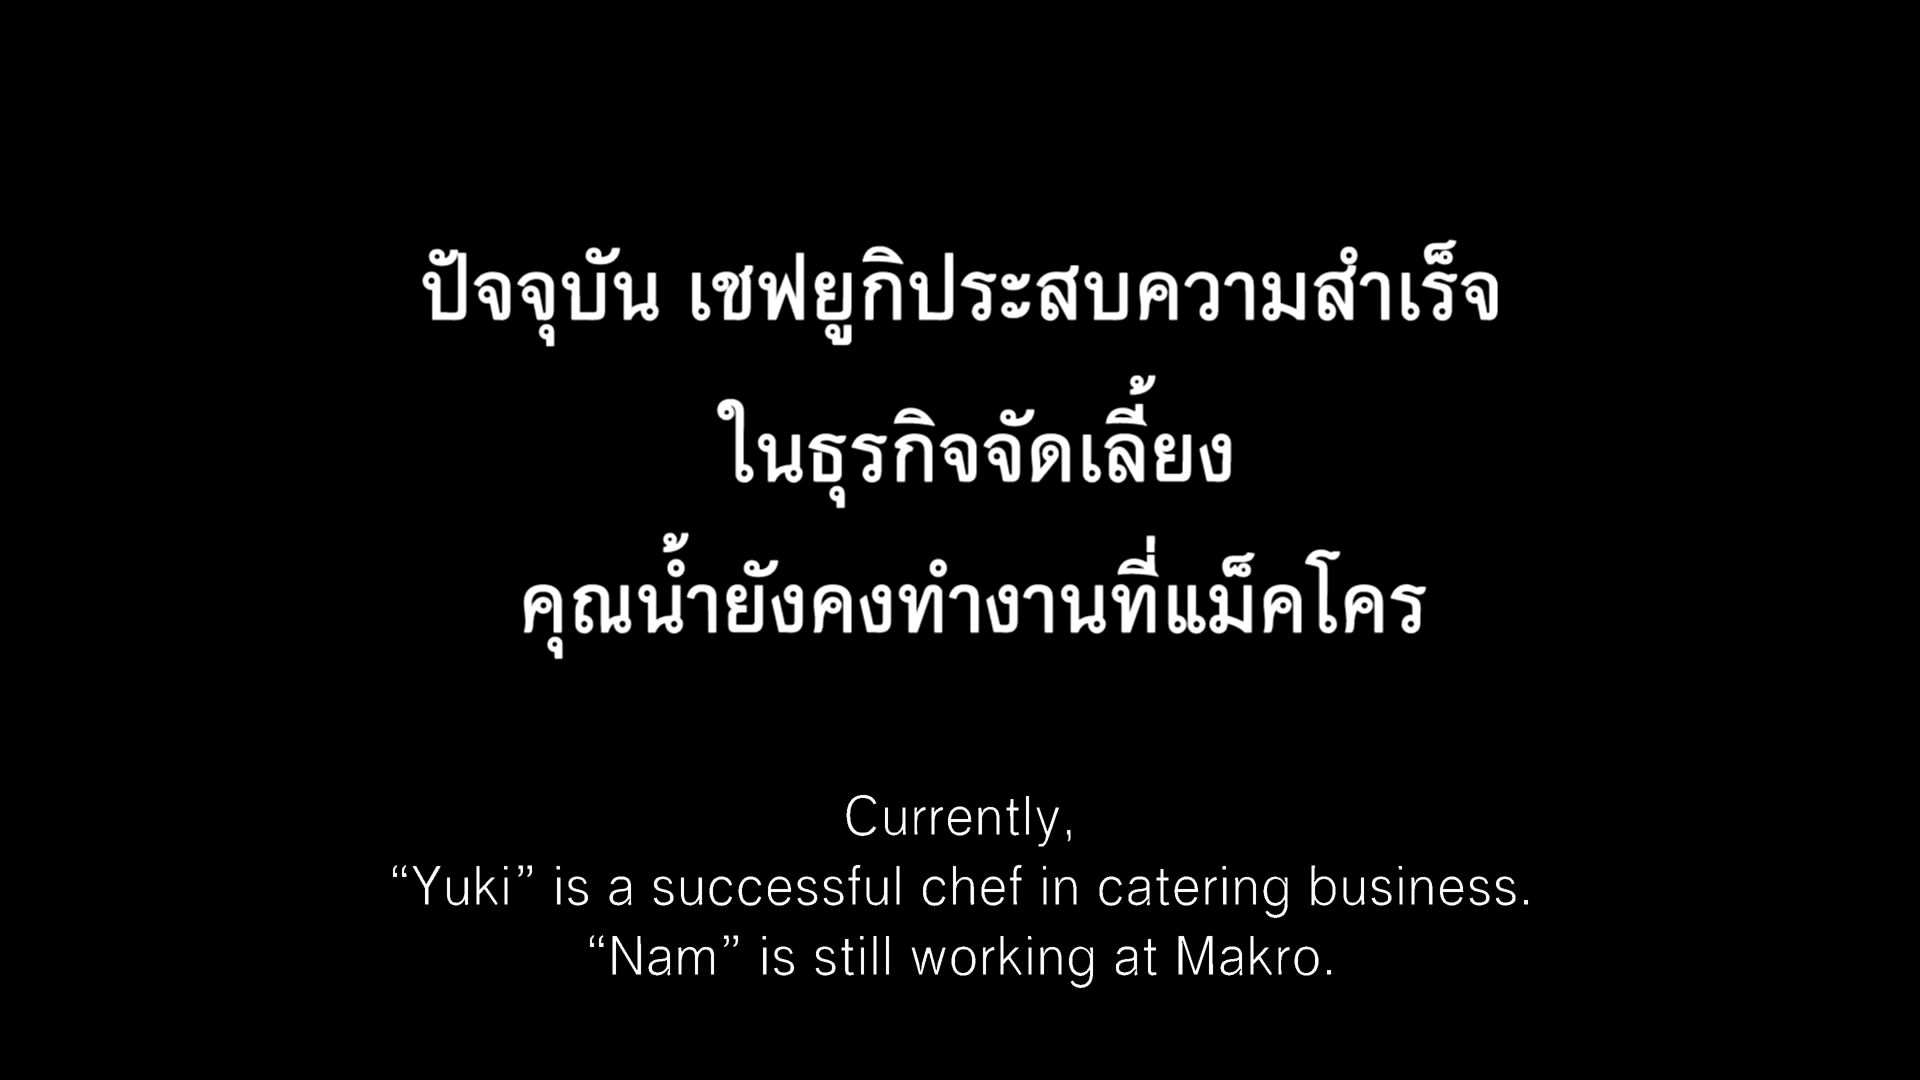 ปัจจุบัน เชฟยูกิประสบความสำเร็จ
ในธุรกิจจัดเลี้ยง
คุณน้ำยังคงทำงานที่แม็คโคร
Currently,
“Yuki” is a successful chef in catering business.
“Nam” is still working at Makro.